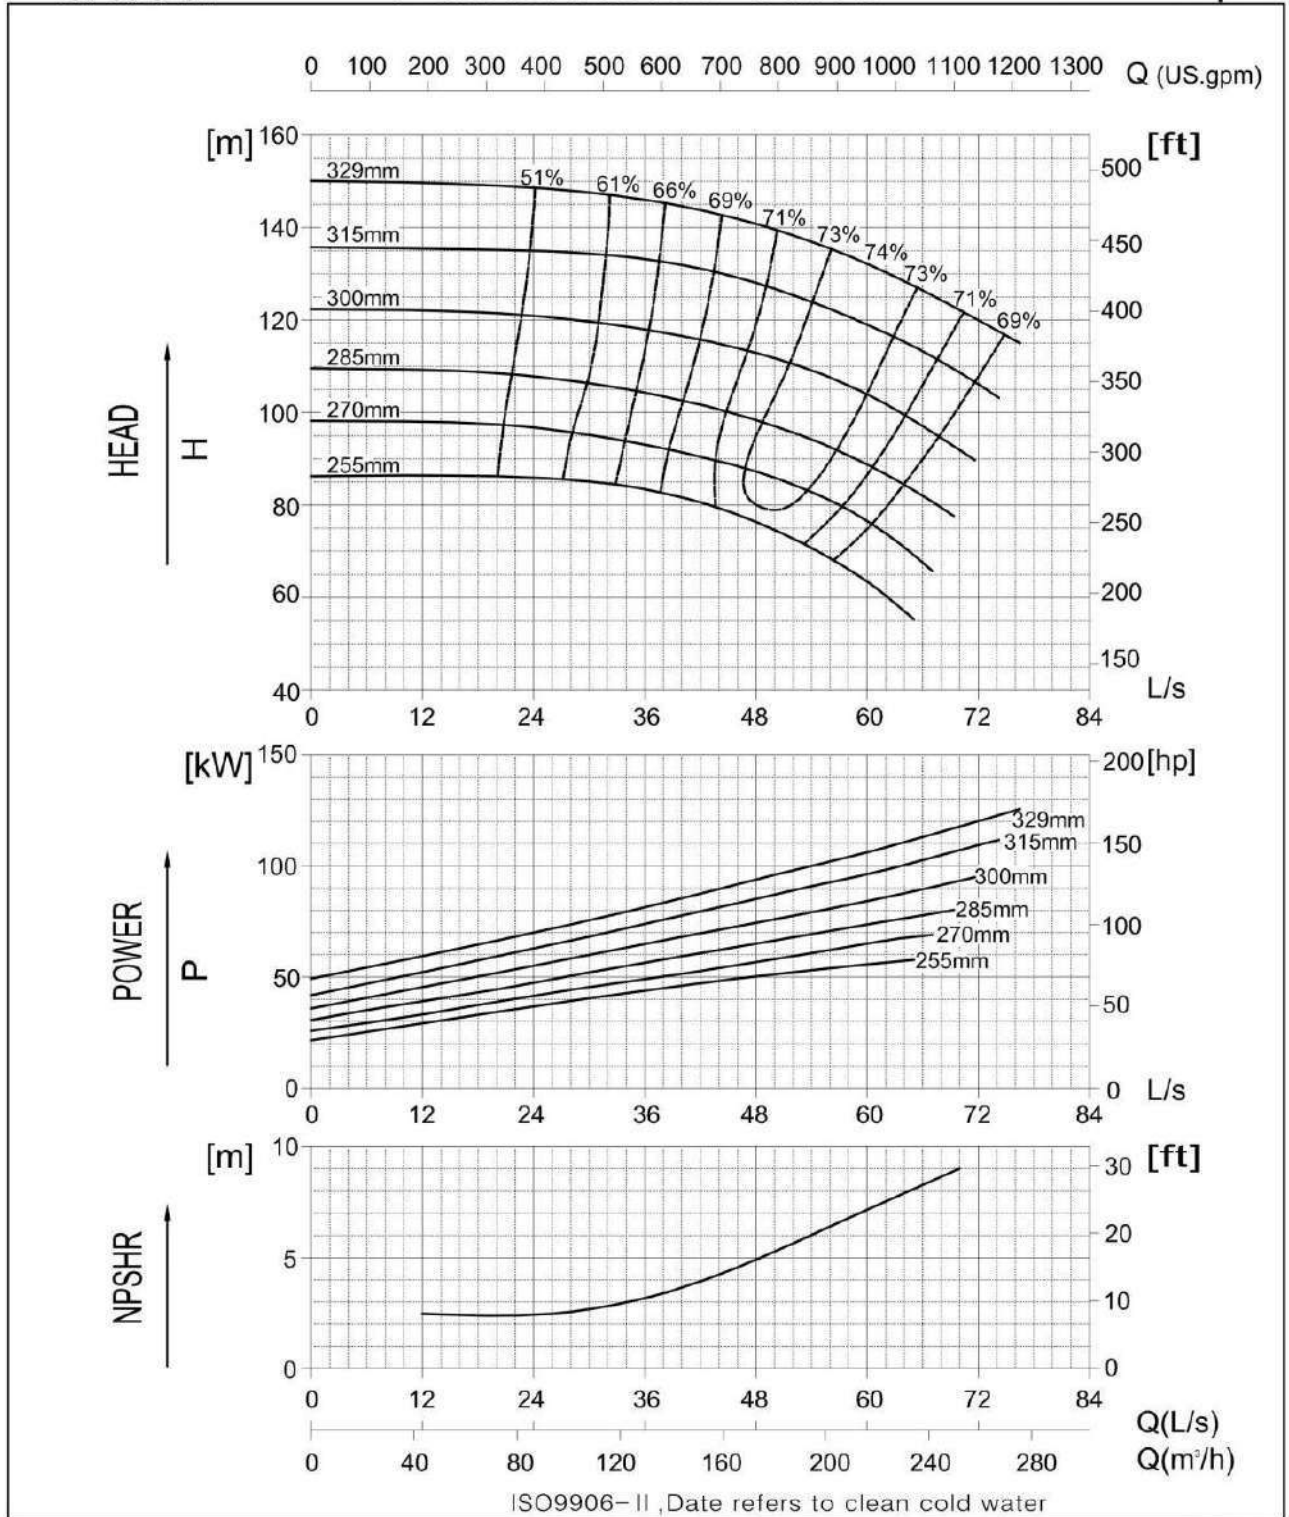 0 100 200 300 400 500 600 700 800 900 1000 1100 1200 1300 Q (US.gpm)
[m] 160 [ft]
329mm 51% 61% 66% 69% 71% 73% 74% 73% 71% 69% 500
140 315mm 450
120 300mm 400
285mm 350
100 270mm 300
255mm
80 250
60 200
150
40 L/s
HEAD
H
0 12 24 36 48 60 72 84
[kW] 150 200 [hp]
329mm
315mm 150
100 300mm
285mm 100
270mm
50 255mm 50
0 0 L/s
POWER
P
0 12 24 36 48 60 72 84
[m] 10 30 [ft]
20
5
10
0 0
NPSHR
0 12 24 36 48 60 72 84
Q(L/s)
0 40 80 120 160 200 240 280 Q(m³/h)
ISO9906-II ,Date refers to clean cold water